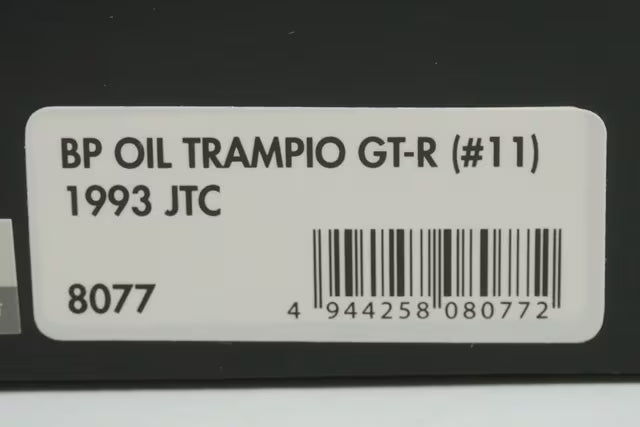 BP OIL TRAMPIO GT-R (#11)
1993 JTC
8077
4 944258 080772